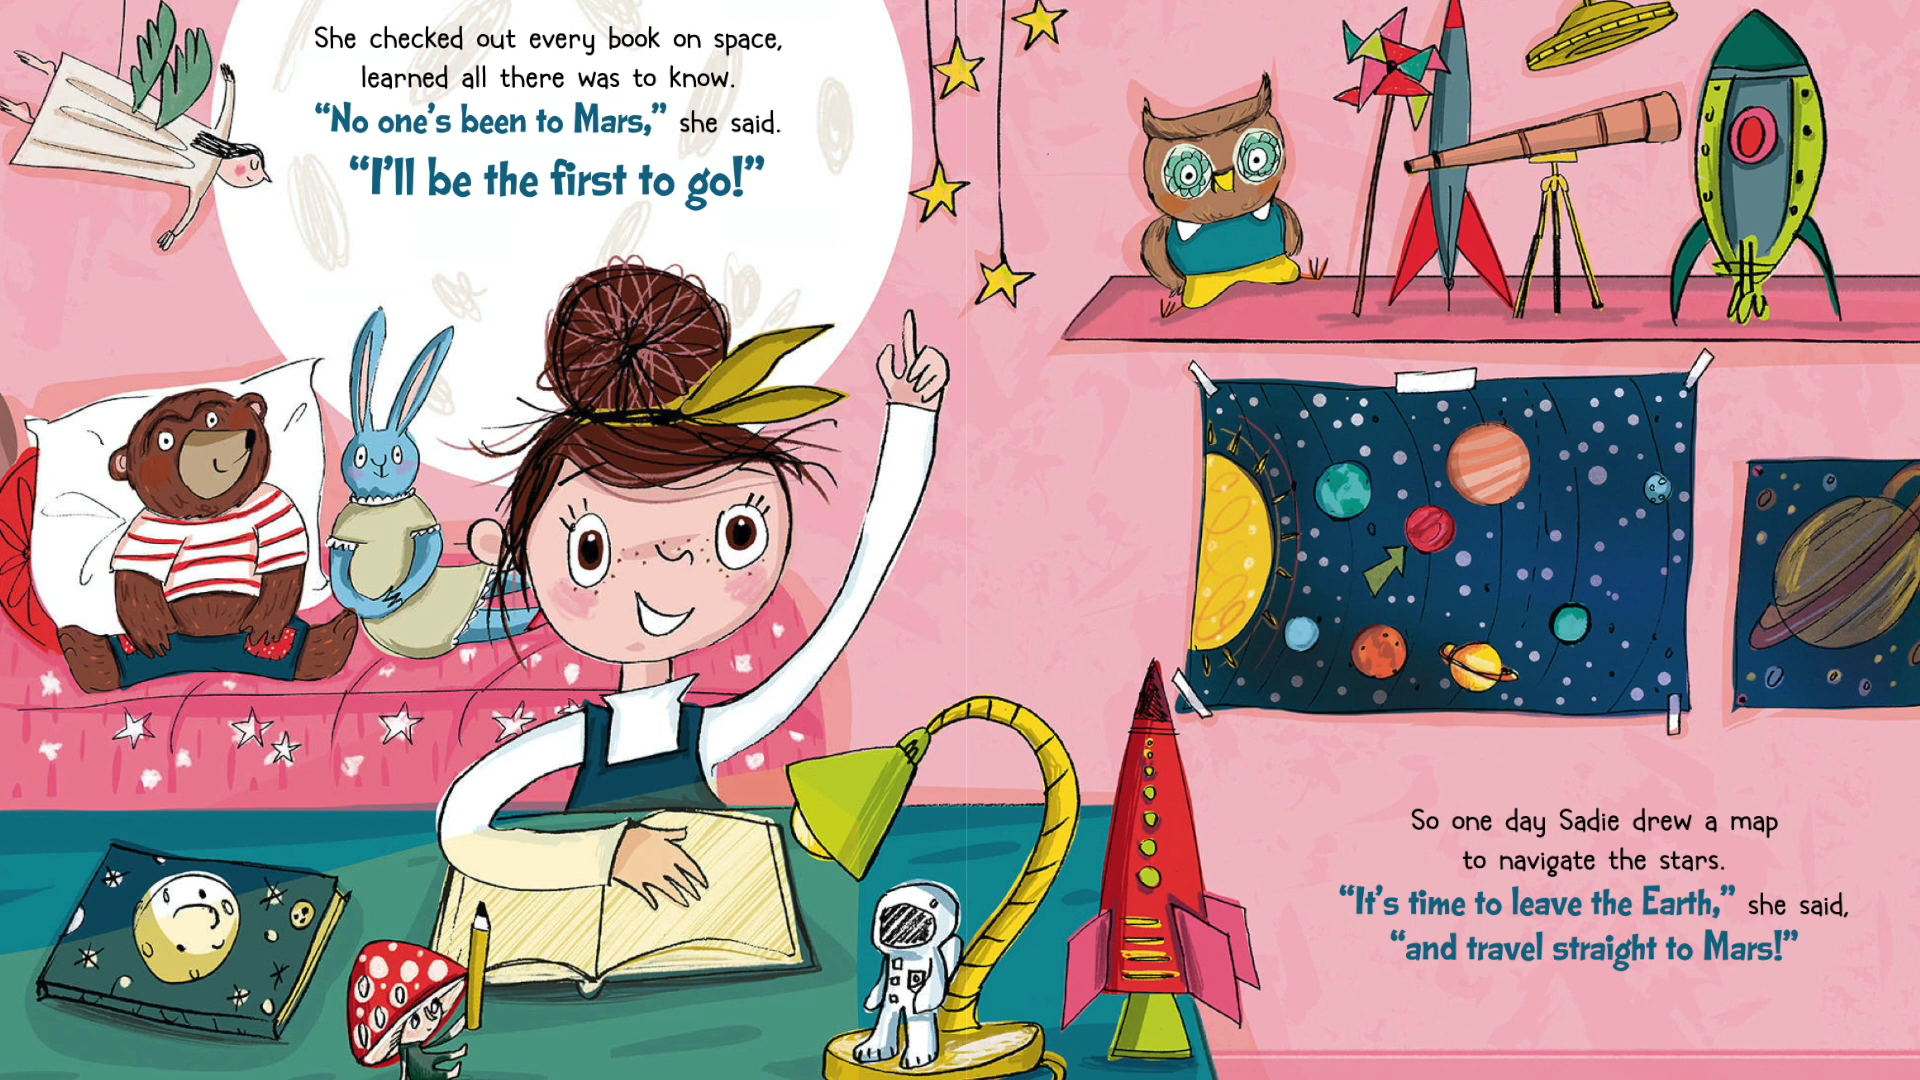 She checked out every book on space,
learned all there was to know.
“No one’s been to Mars,” she said.
“I’ll be the first to go!”
So one day Sadie drew a map
to navigate the stars.
“It’s time to leave the Earth,” she said,
“and travel straight to Mars!”